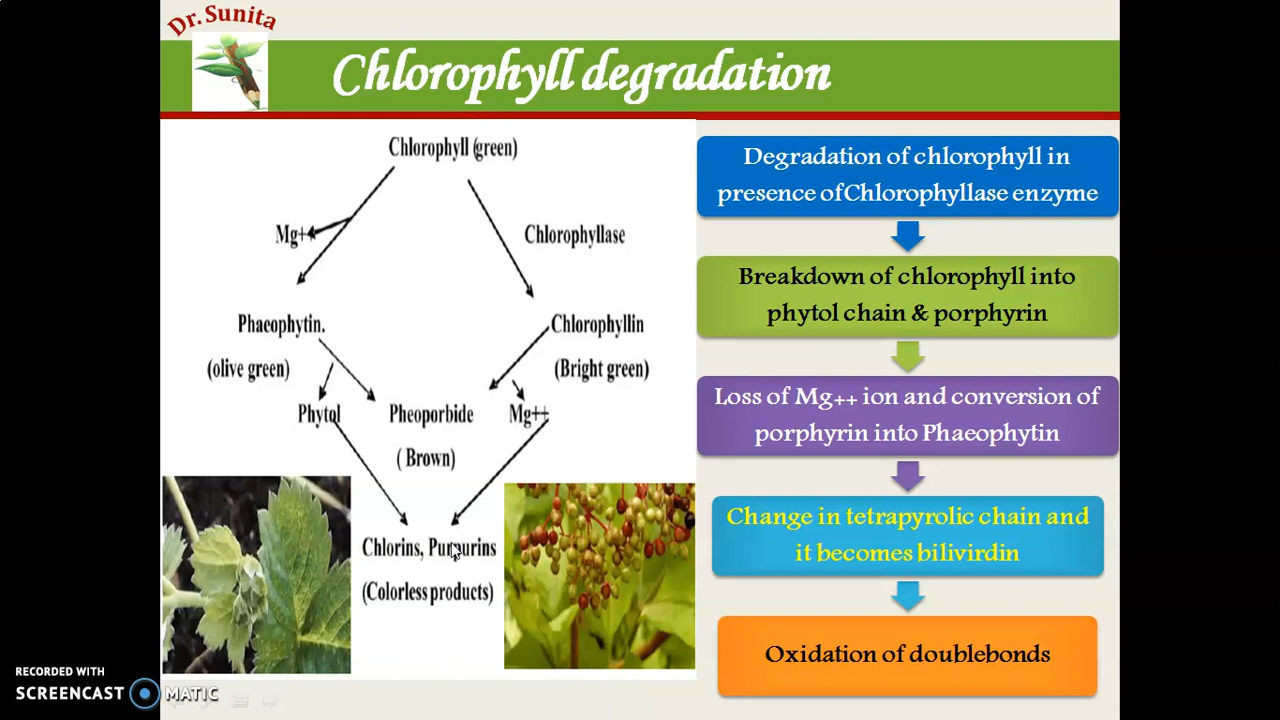 Dr. Sunita
Chlorophyll degradation
Chlorophyll (green)
Mg++
Chlorophyllase
Phaeophytin.
Chlorophyllin
(olive green)
(Bright green)
Phytol
Pheoporbide
Mg++
( Brown)
Chlorins, Purpurins
(Colorless products)
Degradation of chlorophyll in
presence of Chlorophyllase enzyme
Breakdown of chlorophyll into
phytol chain & porphyrin
Loss of Mg++ ion and conversion of
porphyrin into Phaeophytin
Change in tetrapyrolic chain and
it becomes bilivirdin
Oxidation of doublebonds
RECORDED WITH
SCREENCAST MATIC